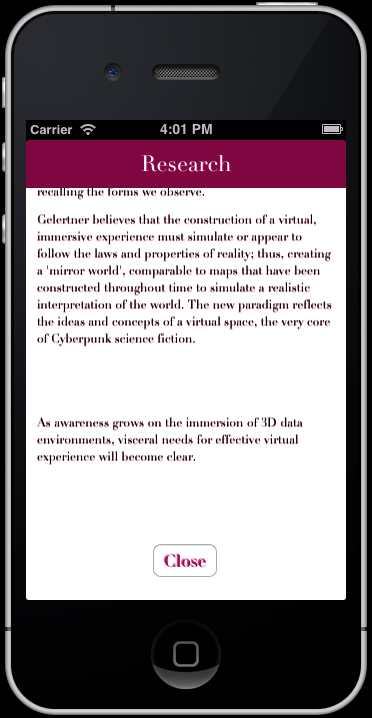 Carrier 4:01 PM
Research
recalling the forms we observe.
Gelertner believes that the construction of a virtual,
immersive experience must simulate or appear to
follow the laws and properties of reality; thus, creating
a 'mirror world', comparable to maps that have been
constructed throughout time to simulate a realistic
interpretation of the world. The new paradigm reflects
the ideas and concepts of a virtual space, the very core
of Cyberpunk science fiction.
As awareness grows on the immersion of 3D data
environments, visceral needs for effective virtual
experience will become clear.
Close